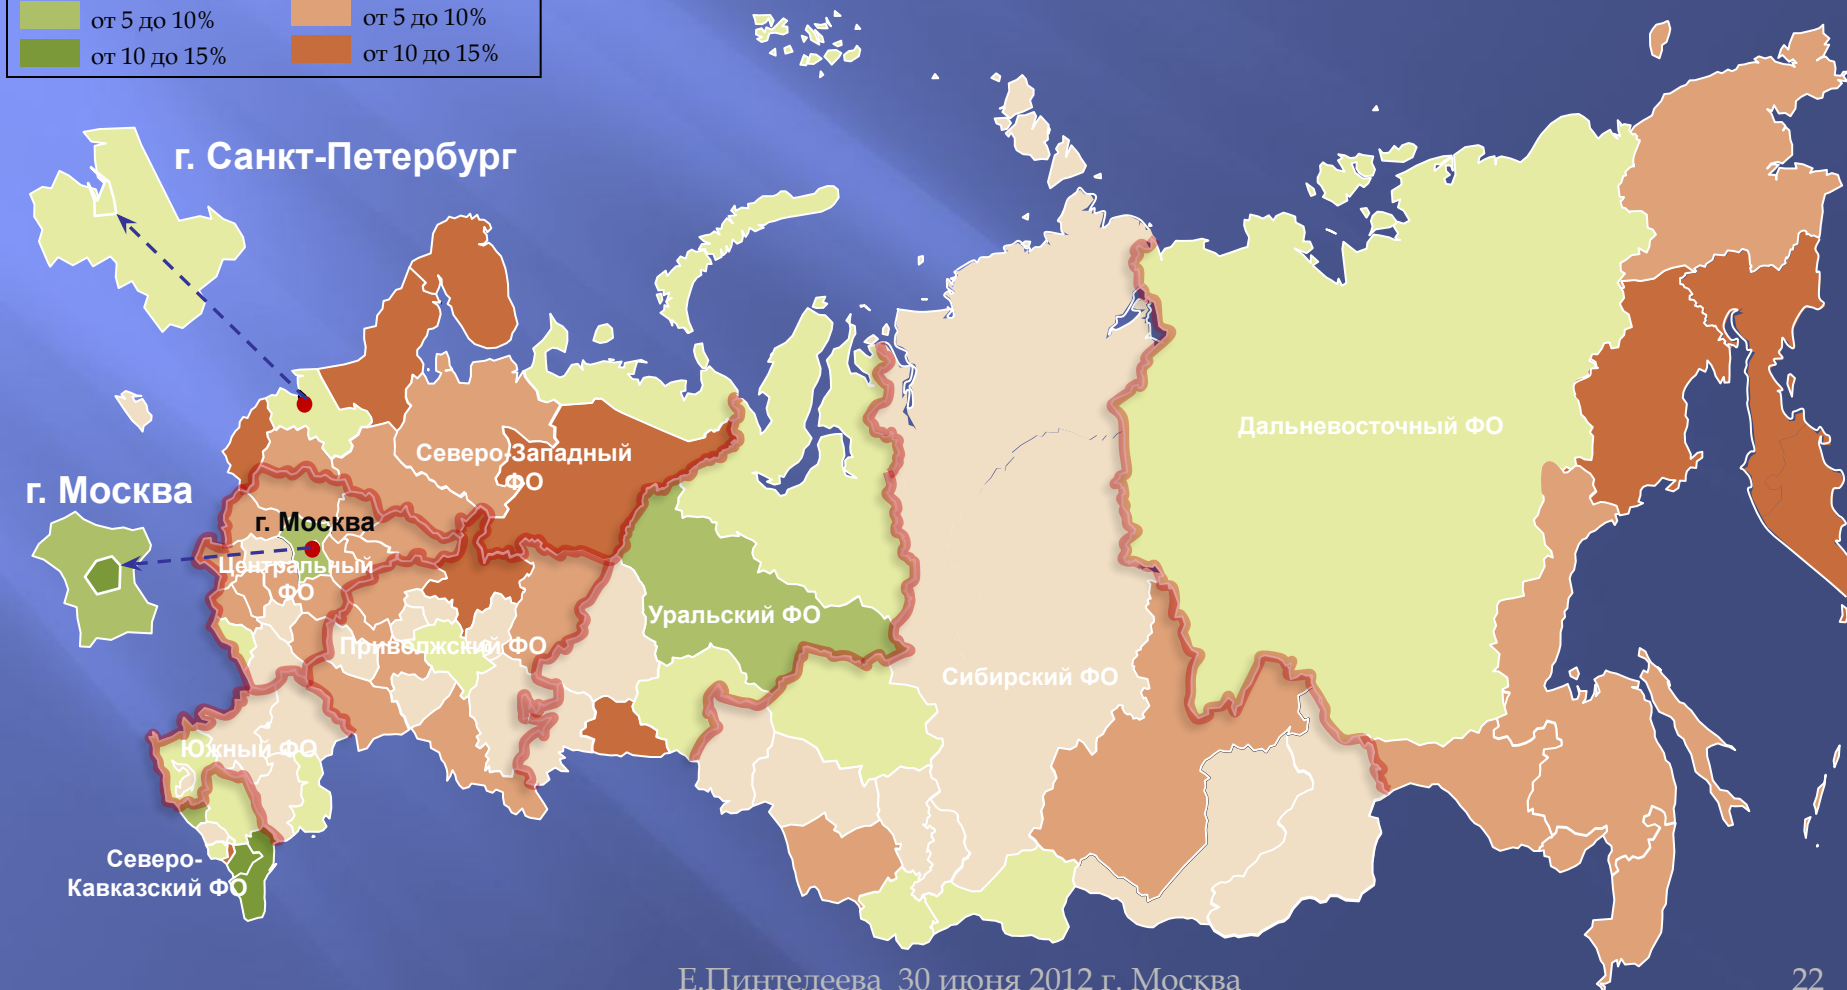 от 5 до 10%
от 5 до 10%
от 10 до 15%
от 10 до 15%
г. Санкт-Петербург
Дальневосточный ФО
Северо-Западный
ФО
г. Москва
г. Москва
Центральный
ФО
Уральский ФО
Приволжский ФО
Сибирский ФО
Южный ФО
Северо-
Кавказский ФО
Е.Пинтелеева 30 июня 2012 г. Москва
22